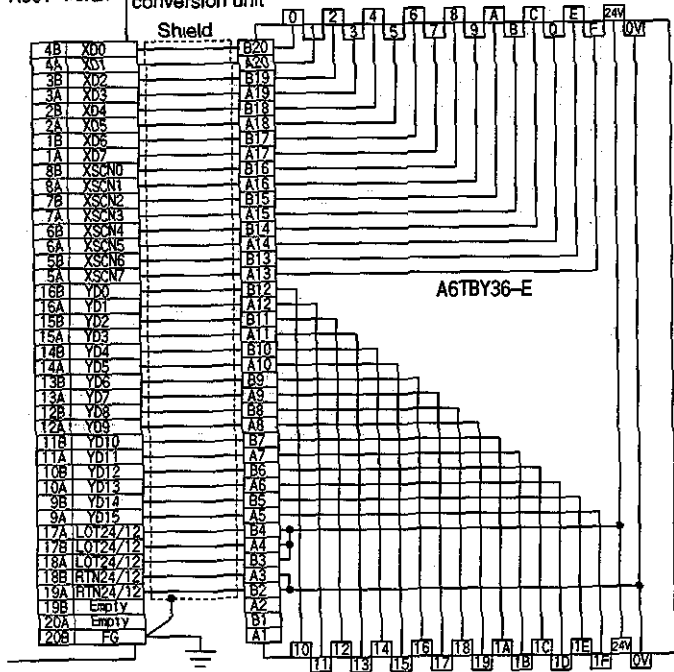 conversion unit
Shield
0 2 4 6 8 A C E 24V
1 3 5 7 9 B D F 0V
4B XD0 B20
4A XD1 A20
3B XD2 B19
3A XD3 A19
2B XD4 B18
2A XD5 A18
1B XD6 B17
1A XD7 A17
8B XSCN0 B16
8A XSCN1 A16
7B XSCN2 B15
7A XSCN3 A15
6B XSCN4 B14
6A XSCN5 A14
5B XSCN6 B13
5A XSCN7 A13
A6TBY36-E
16B YD0 B12
16A YD1 A12
15B YD2 B11
15A YD3 A11
14B YD4 B10
14A YD5 A10
13B YD6 B9
13A YD7 A9
12B YD8 B8
12A YD9 A8
11B YD10 B7
11A YD11 A7
10B YD12 B6
10A YD13 A6
9B YD14 B5
9A YD15 A5
17A LOT24/12 B4
17B LOT24/12 A4
18A LOT24/12 B3
18B RTN24/12 A3
19A RTN24/12 B2
19B Empty A2
20A Empty B1
20B FG A1
10 12 14 16 18 1A 1C 1E 24V
11 13 15 17 19 1B 1D 1F 0V